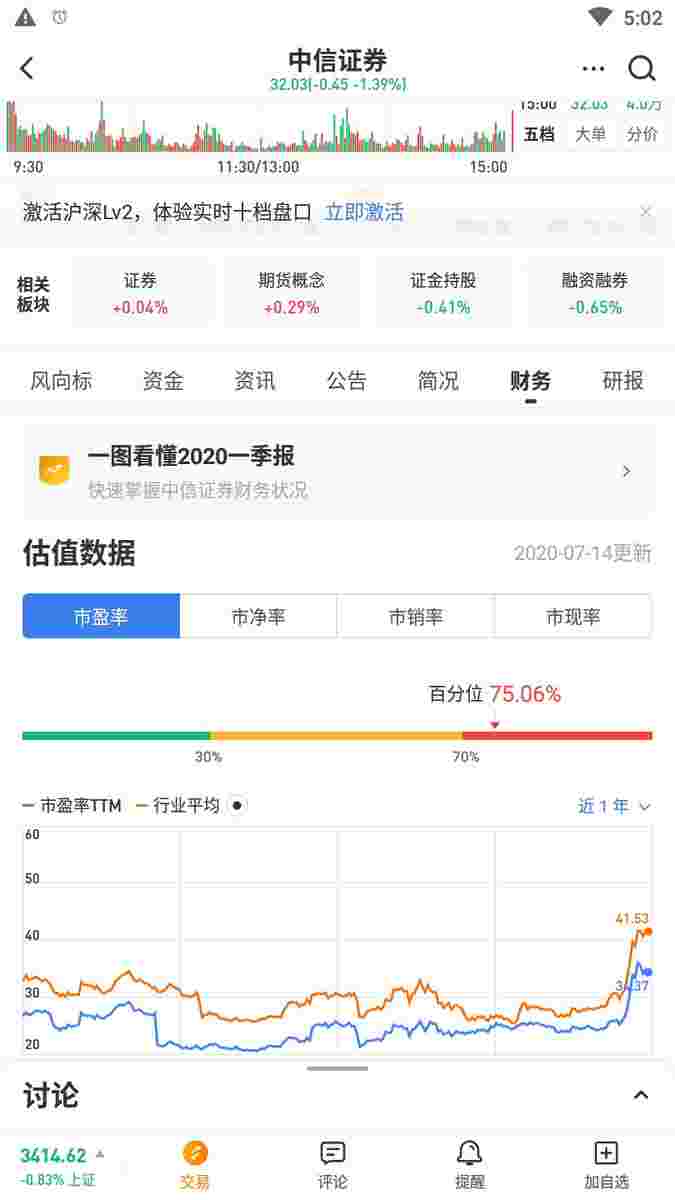 5:02
中信证券
32.03(-0.45 -1.39%)
15:00 32.03 4.0万
五档 大单 分价
9:30 11:30/13:00 15:00
激活沪深Lv2，体验实时十档盘口 立即激活
相关板块
证券 期货概念 证金持股 融资融券
+0.04% +0.29% -0.41% -0.65%
风向标 资金 资讯 公告 简况 财务 研报
一图看懂2020一季报
快速掌握中信证券财务状况
估值数据 2020-07-14更新
市盈率 市净率 市销率 市现率
百分位 75.06%
30% 70%
市盈率TTM 行业平均 近1年
60
50
41.53
40
30
20
讨论
3414.62
-0.83% 上证
交易 评论 提醒 加自选